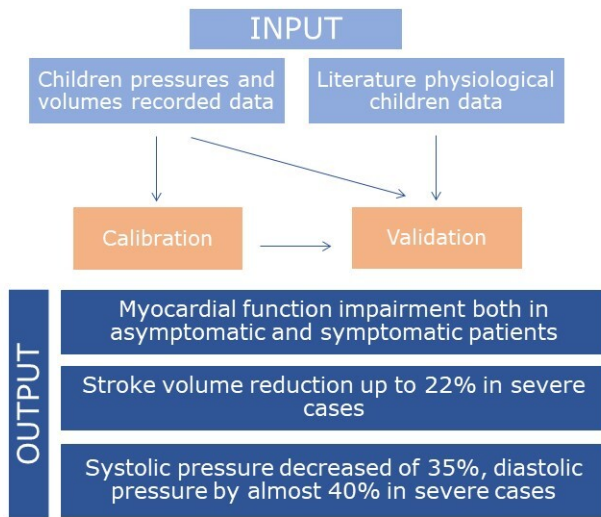 INPUT
Children pressures and
volumes recorded data
Literature physiological
children data
Calibration
Validation
OUTPUT
Myocardial function impairment both in
asymptomatic and symptomatic patients
Stroke volume reduction up to 22% in severe
cases
Systolic pressure decreased of 35%, diastolic
pressure by almost 40% in severe cases